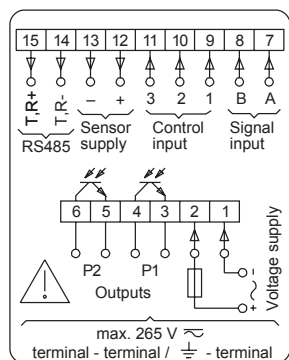 15 14 13 12 11 10 9 8 7
T,R+ T,R- – + 3 2 1 B A
RS485 Sensor supply Control input Signal input
6 5 4 3 2 1
P2 P1
Outputs
- ~ +
Voltage supply
max. 265 V ⎓
terminal - terminal / ⏚ - terminal